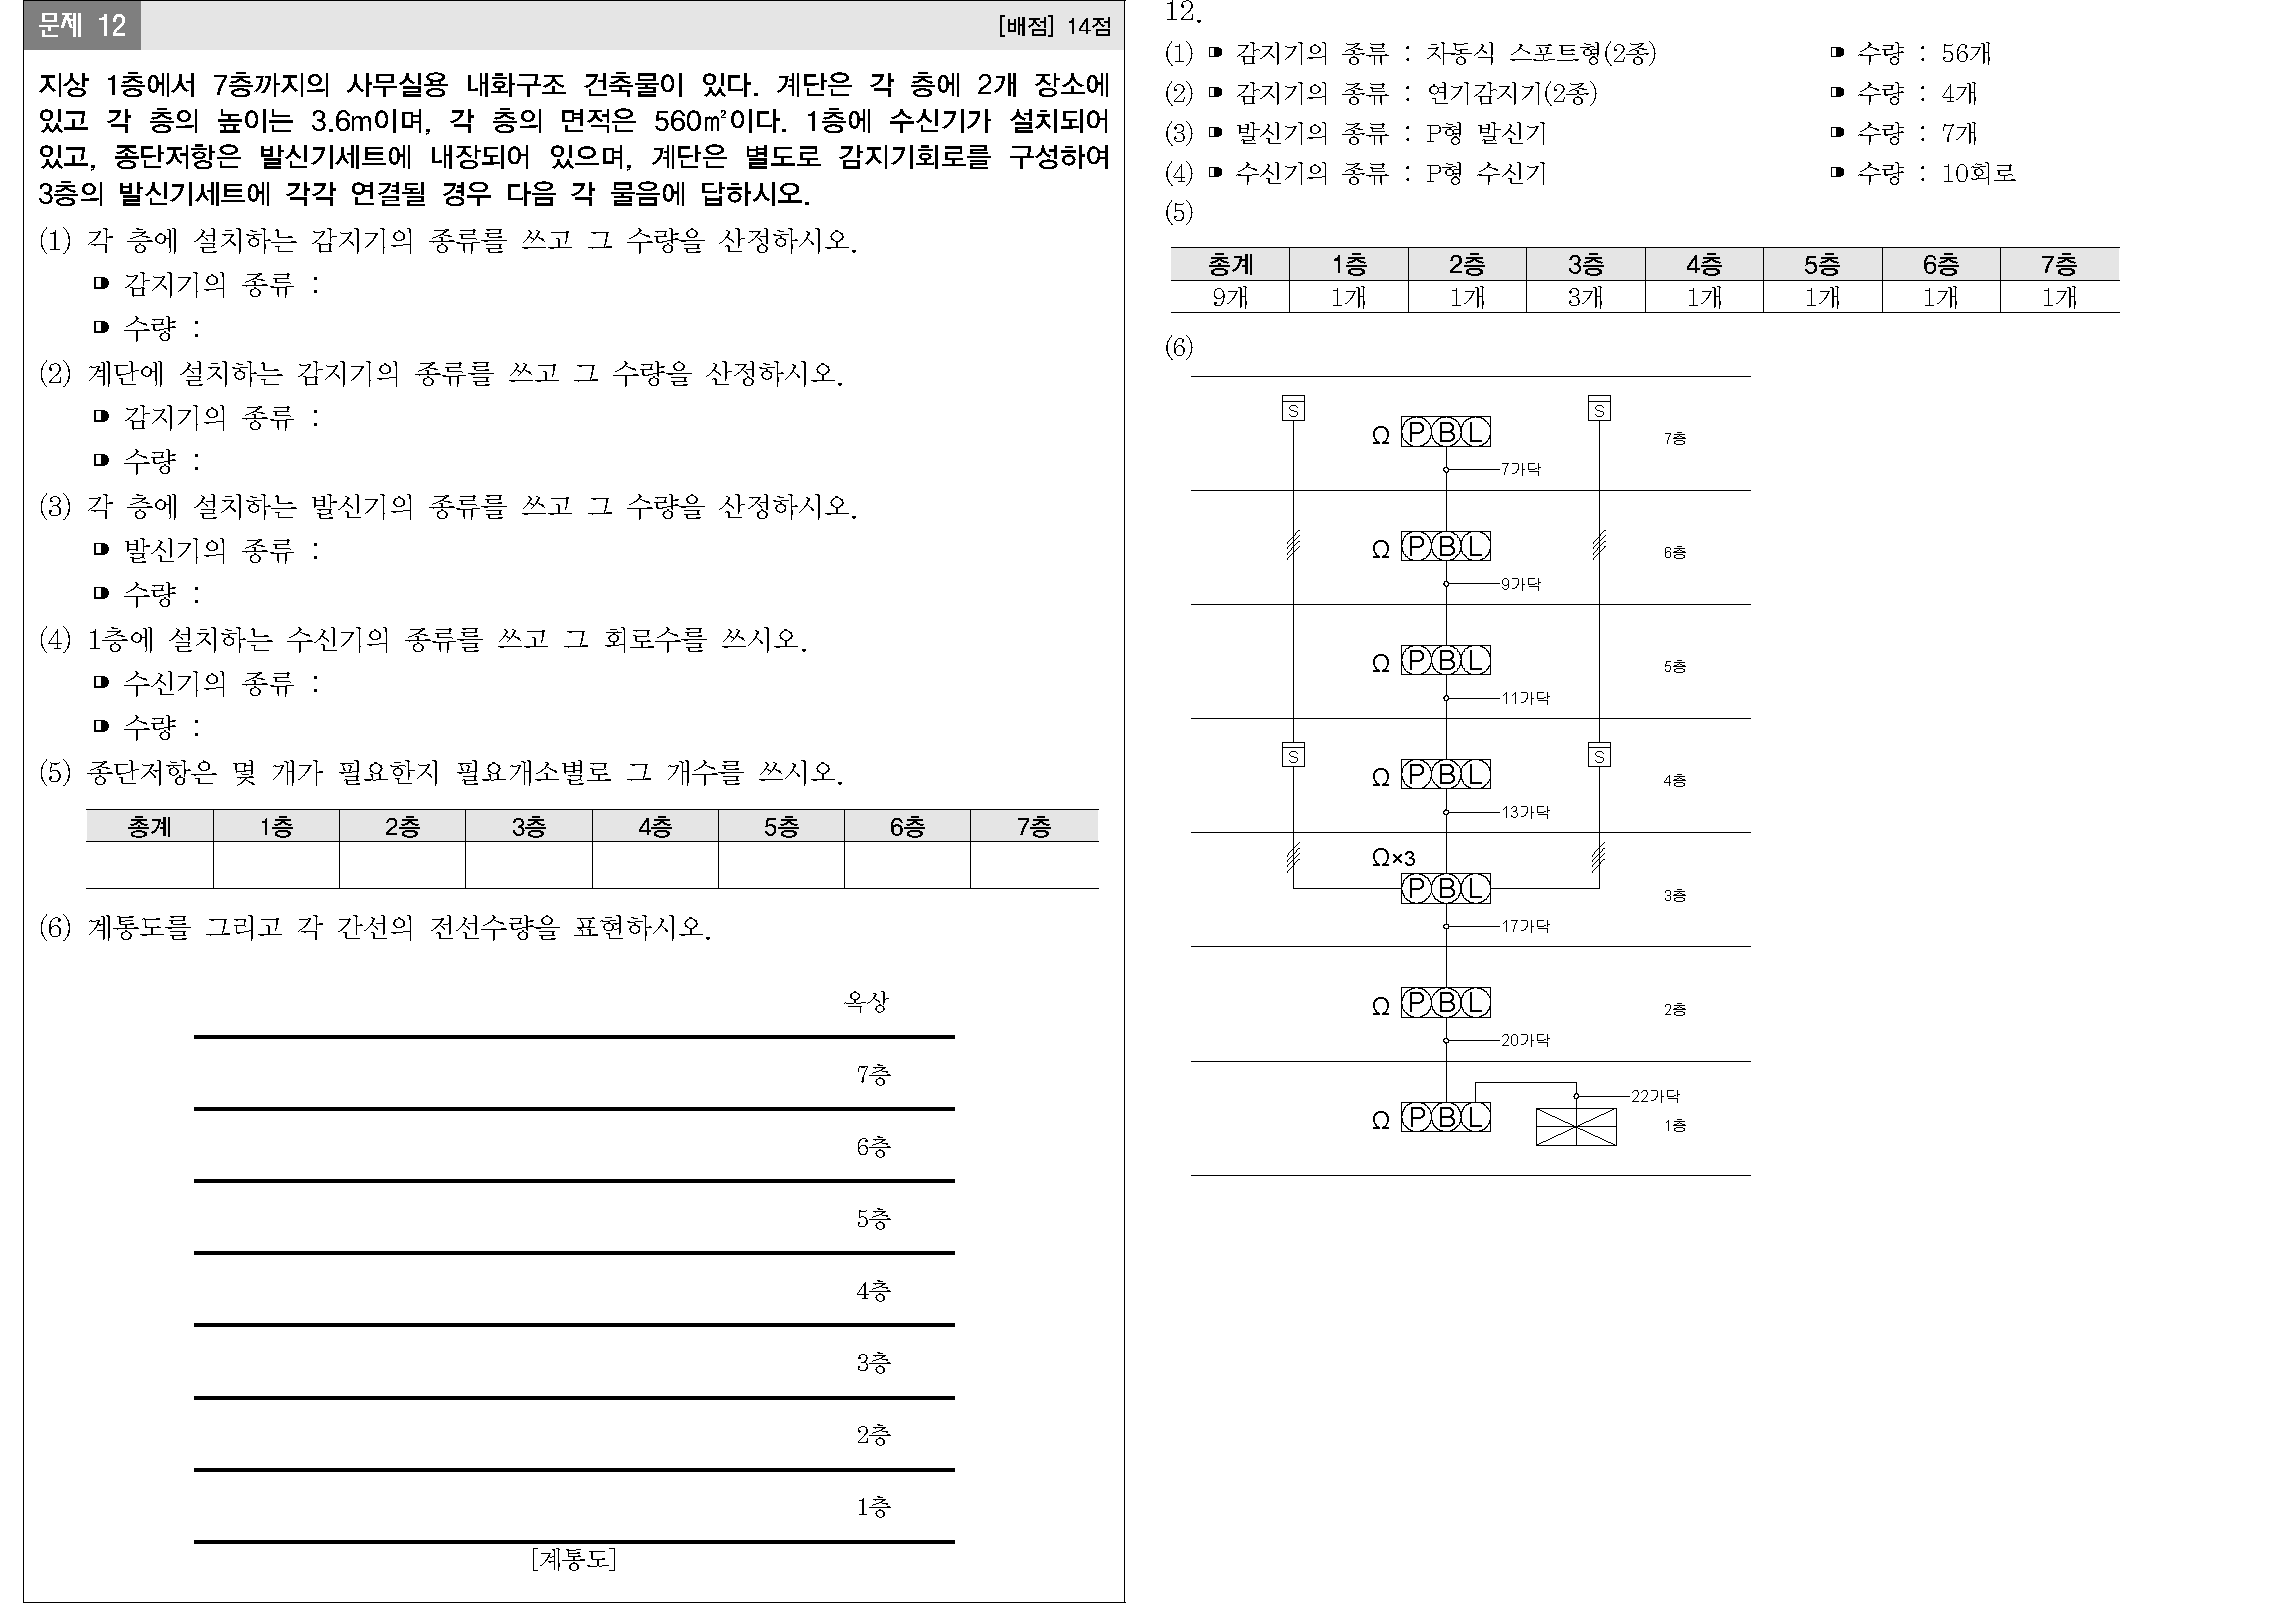 문제 12
[배점] 14점
지상 1층에서 7층까지의 사무실용 내화구조 건축물이 있다. 계단은 각 층에 2개 장소에
있고 각 층의 높이는 3.6m이며, 각 층의 면적은 560㎡이다. 1층에 수신기가 설치되어
있고, 종단저항은 발신기세트에 내장되어 있으며, 계단은 별도로 감지기회로를 구성하여
3층의 발신기세트에 각각 연결될 경우 다음 각 물음에 답하시오.
(1) 각 층에 설치하는 감지기의 종류를 쓰고 그 수량을 산정하시오.
감지기의 종류 :
수량 :
(2) 계단에 설치하는 감지기의 종류를 쓰고 그 수량을 산정하시오.
감지기의 종류 :
수량 :
(3) 각 층에 설치하는 발신기의 종류를 쓰고 그 수량을 산정하시오.
발신기의 종류 :
수량 :
(4) 1층에 설치하는 수신기의 종류를 쓰고 그 회로수를 쓰시오.
수신기의 종류 :
수량 :
(5) 종단저항은 몇 개가 필요한지 필요개소별로 그 개수를 쓰시오.
총계 1층 2층 3층 4층 5층 6층 7층
(6) 계통도를 그리고 각 간선의 전선수량을 표현하시오.
옥상
7층
6층
5층
4층
3층
2층
1층
[계통도]
12.
(1) 감지기의 종류 : 차동식 스포트형(2종) 수량 : 56개
(2) 감지기의 종류 : 연기감지기(2종) 수량 : 4개
(3) 발신기의 종류 : P형 발신기 수량 : 7개
(4) 수신기의 종류 : P형 수신기 수량 : 10회로
(5)
총계 1층 2층 3층 4층 5층 6층 7층
9개 1개 1개 3개 1개 1개 1개 1개
(6)
S S
Ω P B L 7층
7가닥
Ω P B L 6층
9가닥
Ω P B L 5층
11가닥
S S
Ω P B L 4층
13가닥
Ω×3
P B L 3층
17가닥
Ω P B L 2층
20가닥
22가닥
Ω P B L 1층